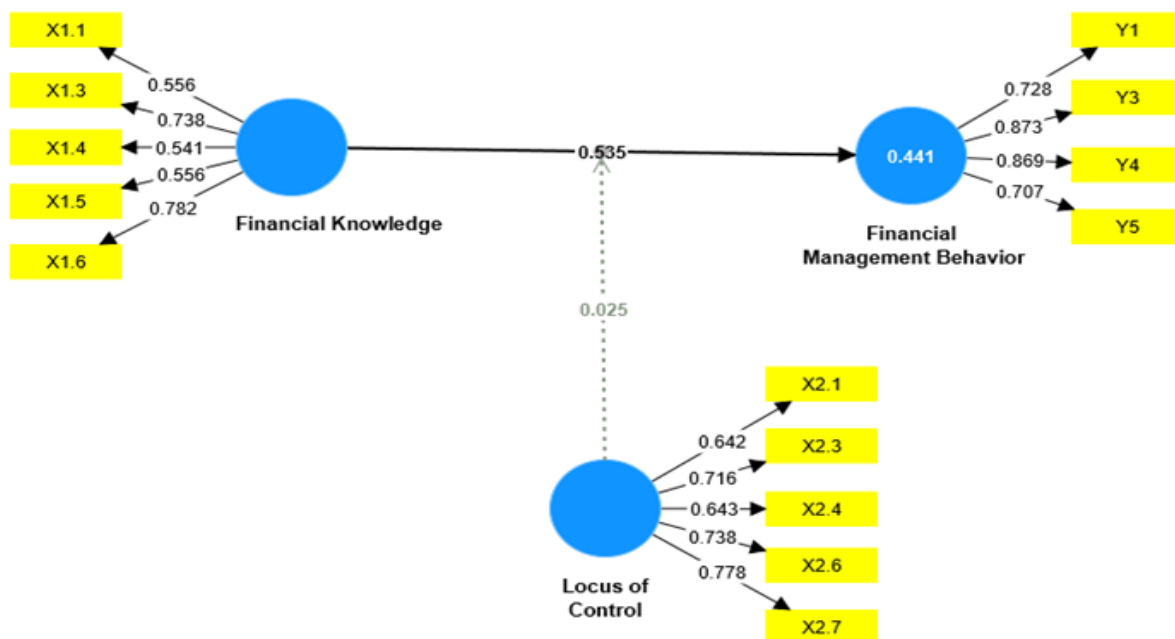 X1.1
X1.3
X1.4
X1.5
X1.6
0.556
0.738
0.541
0.556
0.782
Financial Knowledge
0.535
0.441
Financial
Management Behavior
0.728
0.873
0.869
0.707
Y1
Y3
Y4
Y5
0.025
Locus of
Control
0.642
0.716
0.643
0.738
0.778
X2.1
X2.3
X2.4
X2.6
X2.7